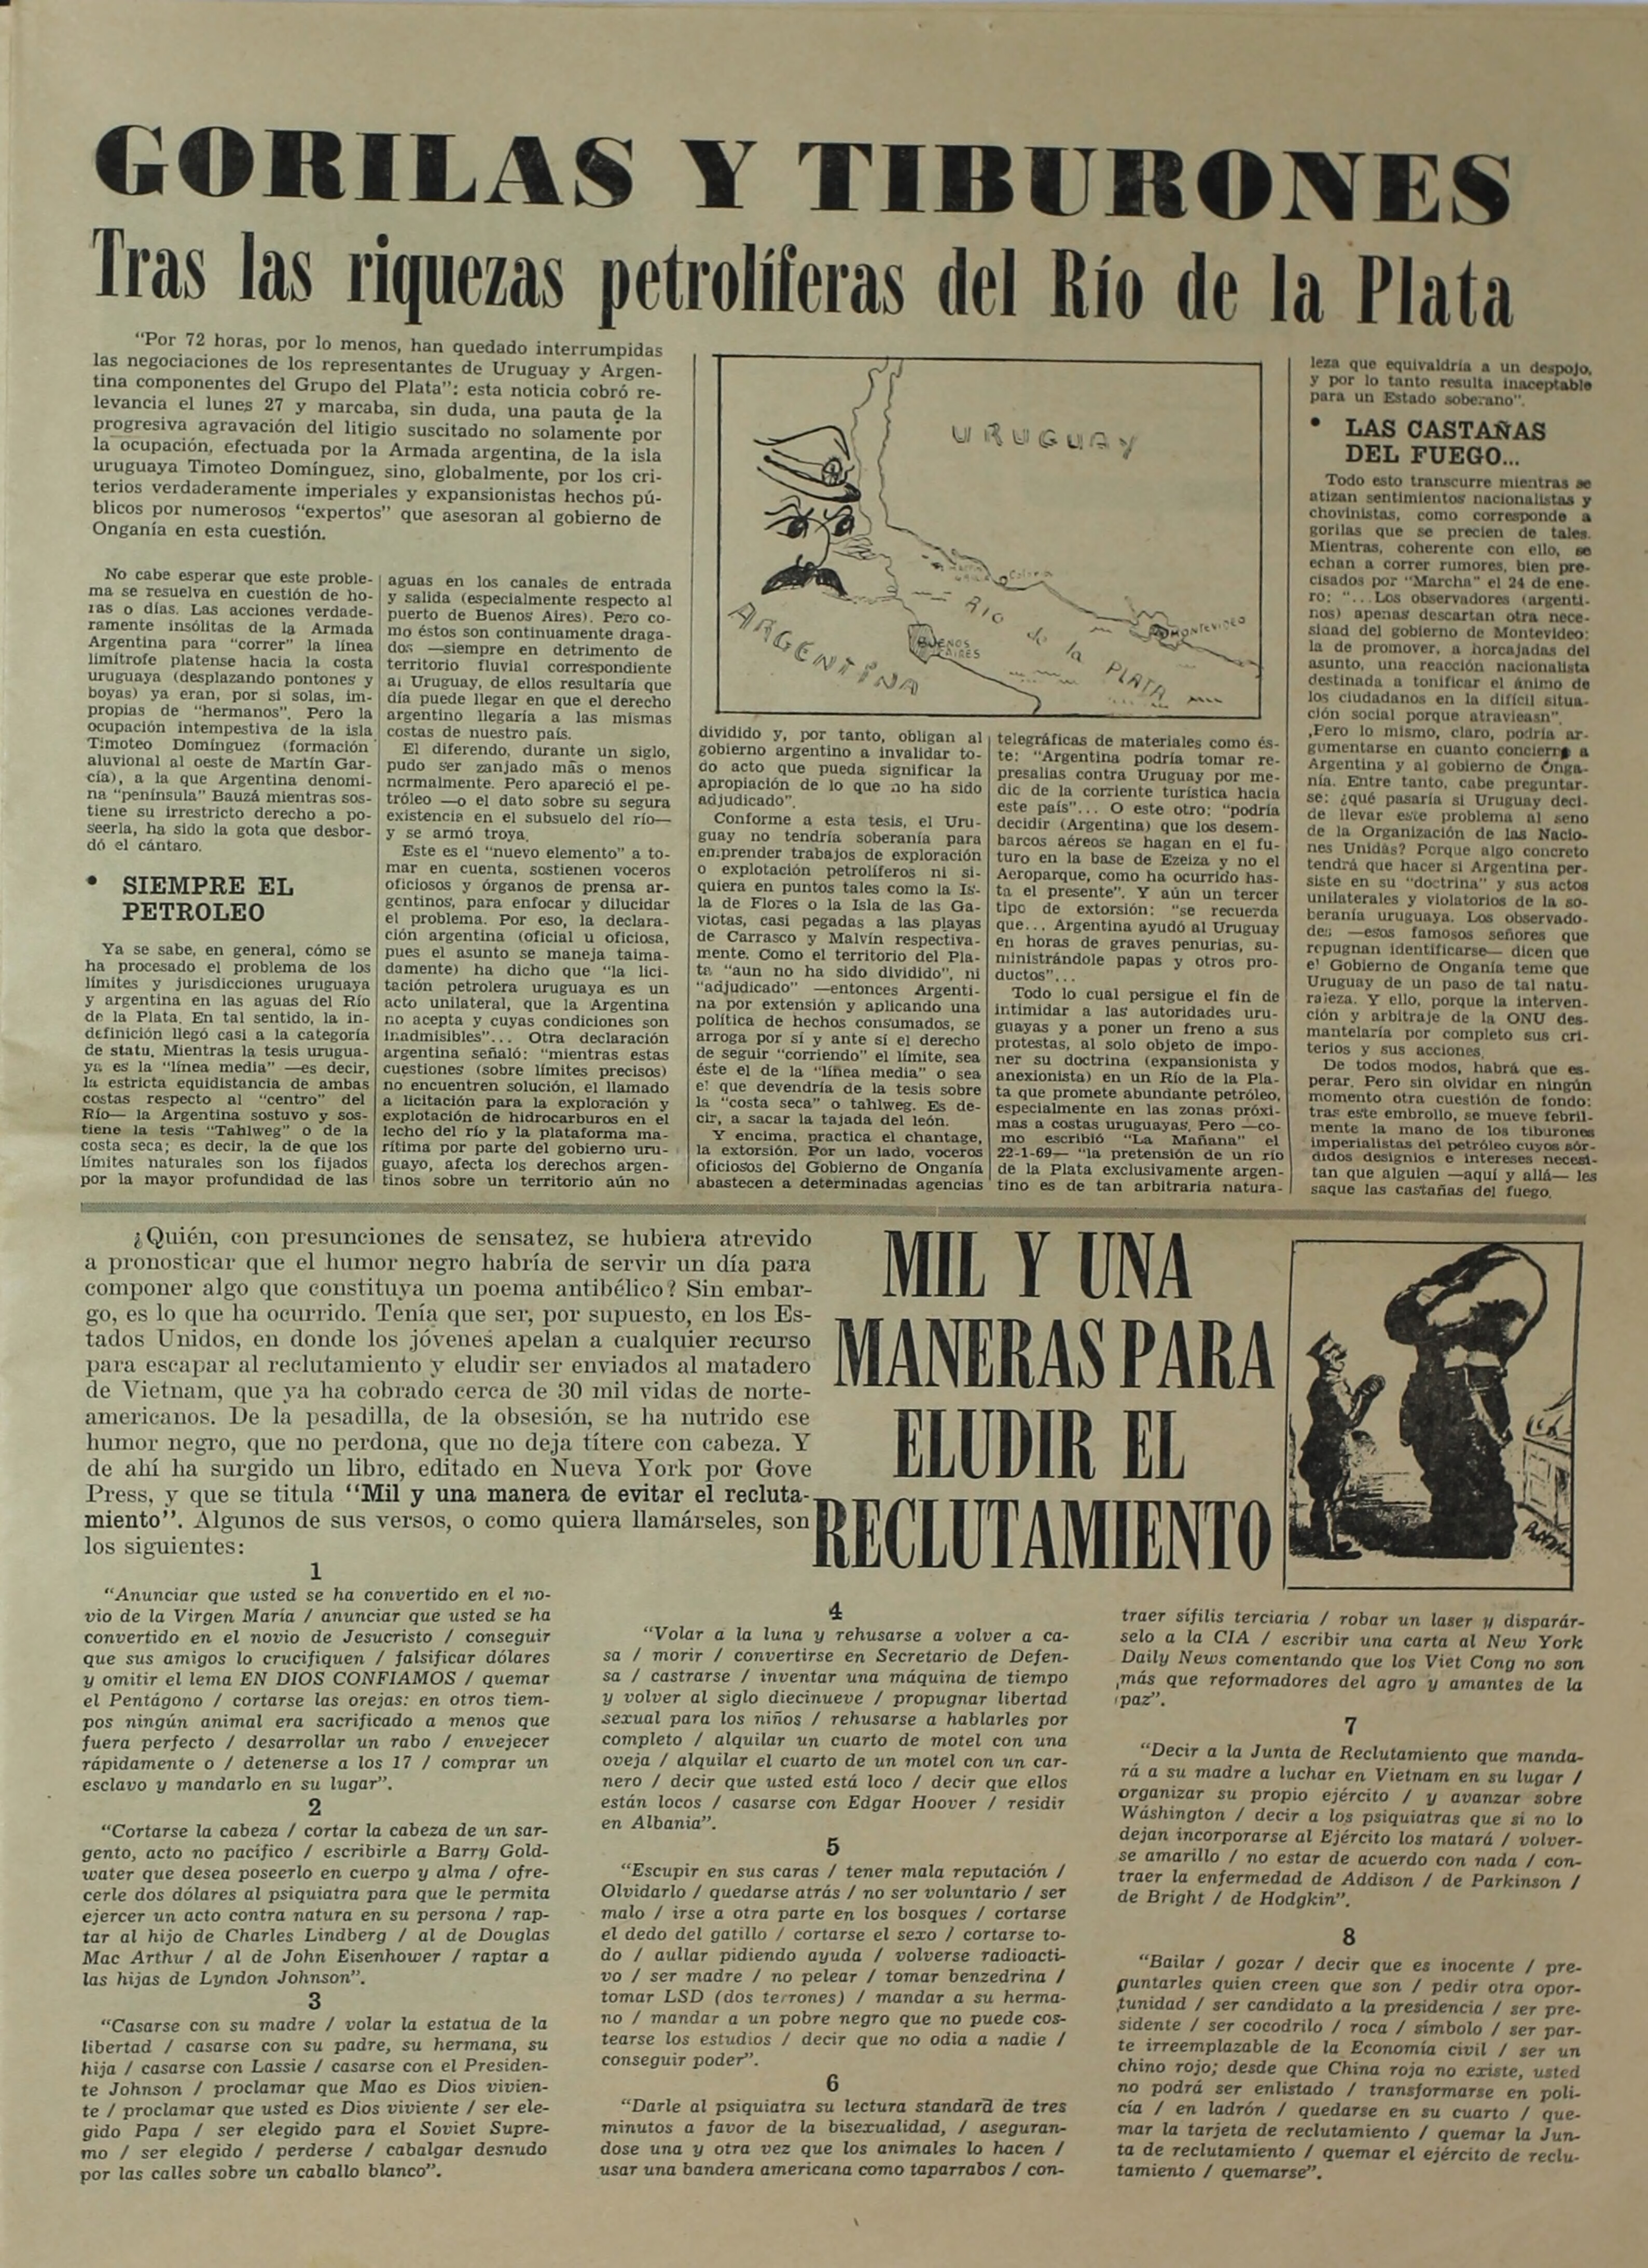 GORILAS Y TIBURONES
Tras las riquezas petrolíferas del Río de la Plata
"Por 72 horas, por lo menos, han quedado interrumpidas
las negociaciones de los representantes de Uruguay y Argen-
tina componentes del Grupo del Plata": esta noticia cobró re-
levancia el lunes 27 y marcaba, sin duda, una pauta de la
progresiva agravación del litigio suscitado no solamente por
la ocupación, efectuada por la Armada argentina, de la isla
uruguaya Timoteo Domínguez, sino, globalmente, por los cri-
terios verdaderamente imperiales y expansionistas hechos pú-
blicos por numerosos "expertos" que asesoran al gobierno de
Onganía en esta cuestión.
No cabe esperar que este proble-
ma se resuelva en cuestión de ho-
ras o días. Las acciones verdade-
ramente insólitas de la Armada
Argentina para "correr" la línea
limítrofe platense hacia la costa
uruguaya (desplazando pontones y
boyas) ya eran, por sí solas, im-
propias de "hermanos". Pero la
ocupación intempestiva de la isla
Timoteo Domínguez (formación
aluvional al oeste de Martín Gar-
cía), a la que Argentina denomi-
na "península" Bauzá mientras sos-
tiene su irrestricto derecho a po-
seerla, ha sido la gota que desbor-
dó el cántaro.
• SIEMPRE EL
PETROLEO
Ya se sabe, en general, cómo se
ha procesado el problema de los
límites y jurisdicciones uruguaya
y argentina en las aguas del Río
de la Plata. En tal sentido, la in-
definición llegó casi a la categoría
de statu. Mientras la tesis urugua-
ya es la "línea media" —es decir,
la estricta equidistancia de ambas
costas respecto al "centro" del
Río— la Argentina sostuvo y sos-
tiene la tesis "Tahlweg" o de la
costa seca; es decir, la de que los
límites naturales son los fijados
por la mayor profundidad de las
aguas en los canales de entrada
y salida (especialmente respecto al
puerto de Buenos Aires). Pero co-
mo éstos son continuamente draga-
dos —siempre en detrimento de
territorio fluvial correspondiente
al Uruguay, de ellos resultaría que
día puede llegar en que el derecho
argentino llegaría a las mismas
costas de nuestro país.
El diferendo, durante un siglo,
pudo ser zanjado más o menos
normalmente. Pero apareció el pe-
tróleo —o el dato sobre su segura
existencia en el subsuelo del río—
y se armó troya.
Este es el "nuevo elemento" a to-
mar en cuenta, sostienen voceros
oficiosos y órganos de prensa ar-
gentinos, para enfocar y dilucidar
el problema. Por eso, la declara-
ción argentina (oficial u oficiosa,
pues el asunto se maneja taima-
damente) ha dicho que "la lici-
tación petrolera uruguaya es un
acto unilateral, que la Argentina
no acepta y cuyas condiciones son
inadmisibles"... Otra declaración
argentina señaló: "mientras estas
cuestiones (sobre límites precisos)
no encuentren solución, el llamado
a licitación para la exploración y
explotación de hidrocarburos en el
lecho del río y la plataforma ma-
rítima por parte del gobierno uru-
guayo, afecta los derechos argen-
tinos sobre un territorio aún no
URUGUAY
ARGENTINA
Colonia
MONTEVIDEO
BUENOS
AIRES
RIO de la PLATA
dividido y, por tanto, obligan al
gobierno argentino a invalidar to-
do acto que pueda significar la
apropiación de lo que no ha sido
adjudicado".
Conforme a esta tesis, el Uru-
guay no tendría soberanía para
emprender trabajos de exploración
o explotación petrolíferos ni si-
quiera en puntos tales como la Is-
la de Flores o la Isla de las Ga-
viotas, casi pegadas a las playas
de Carrasco y Malvín respectiva-
mente. Como el territorio del Pla-
ta "aun no ha sido dividido", ni
"adjudicado" —entonces Argenti-
na por extensión y aplicando una
política de hechos consumados, se
arroga por sí y ante sí el derecho
de seguir "corriendo" el límite, sea
éste el de la "línea media" o sea
el que devendría de la tesis sobre
la "costa seca" o tahlweg. Es de-
cir, a sacar la tajada del león.
Y encima, practica el chantage,
la extorsión. Por un lado, voceros
oficiosos del Gobierno de Onganía
abastecen a determinadas agencias
telegráficas de materiales como és-
te: "Argentina podría tomar re-
presalias contra Uruguay por me-
dic de la corriente turística hacia
este país"... O este otro: "podría
decidir (Argentina) que los desem-
barcos aéreos se hagan en el fu-
turo en la base de Ezeiza y no el
Aeroparque, como ha ocurrido has-
ta el presente". Y aún un tercer
tipo de extorsión: "se recuerda
que... Argentina ayudó al Uruguay
en horas de graves penurias, su-
ministrándole papas y otros pro-
ductos"...
Todo lo cual persigue el fin de
intimidar a las autoridades uru-
guayas y a poner un freno a sus
protestas, al solo objeto de impo-
ner su doctrina (expansionista y
anexionista) en un Río de la Pla-
ta que promete abundante petróleo,
especialmente en las zonas próxi-
mas a costas uruguayas. Pero —co-
mo escribió "La Mañana" el
22-1-69— "la pretensión de un río
de la Plata exclusivamente argen-
tino es de tan arbitraria natura-
leza que equivaldría a un despojo,
y por lo tanto resulta inaceptable
para un Estado soberano".
• LAS CASTAÑAS
DEL FUEGO...
Todo esto transcurre mientras se
atizan sentimientos nacionalistas y
chovinistas, como corresponde a
gorilas que se precien de tales.
Mientras, coherente con ello, se
echan a correr rumores, bien pre-
cisados por "Marcha" el 24 de ene-
ro: "...Los observadores (argenti-
nos) apenas descartan otra nece-
sidad del gobierno de Montevideo:
la de promover, a horcajadas del
asunto, una reacción nacionalista
destinada a tonificar el ánimo de
los ciudadanos en la difícil situa-
ción social porque atravieasn".
Pero lo mismo, claro, podría ar-
gumentarse en cuanto concierne a
Argentina y al gobierno de Onga-
nía. Entre tanto, cabe preguntar-
se: ¿qué pasaría si Uruguay deci-
de llevar este problema al seno
de la Organización de las Nacio-
nes Unidas? Porque algo concreto
tendrá que hacer si Argentina per-
siste en su "doctrina" y sus actos
unilaterales y violatorios de la so-
beranía uruguaya. Los observado-
des —esos famosos señores que
repugnan identificarse— dicen que
el Gobierno de Onganía teme que
Uruguay de un paso de tal natu-
raleza. Y ello, porque la interven-
ción y arbitraje de la ONU des-
mantelaría por completo sus cri-
terios y sus acciones.
De todos modos, habrá que es-
perar. Pero sin olvidar en ningún
momento otra cuestión de fondo:
tras este embrollo, se mueve febril-
mente la mano de los tiburones
imperialistas del petróleo cuyos sór-
didos designios e intereses necesi-
tan que alguien —aquí y allá— les
saque las castañas del fuego.
¿Quién, con presunciones de sensatez, se hubiera atrevido
a pronosticar que el humor negro habría de servir un día para
componer algo que constituya un poema antibélico? Sin embar-
go, es lo que ha ocurrido. Tenía que ser, por supuesto, en los Es-
tados Unidos, en donde los jóvenes apelan a cualquier recurso
para escapar al reclutamiento y eludir ser enviados al matadero
de Vietnam, que ya ha cobrado cerca de 30 mil vidas de norte-
americanos. De la pesadilla, de la obsesión, se ha nutrido ese
humor negro, que no perdona, que no deja títere con cabeza. Y
de ahí ha surgido un libro, editado en Nueva York por Gove
Press, y que se titula "Mil y una manera de evitar el recluta-
miento". Algunos de sus versos, o como quiera llamárseles, son
los siguientes:
MIL Y UNA
MANERAS PARA
ELUDIR EL
RECLUTAMIENTO
1
"Anunciar que usted se ha convertido en el no-
vio de la Virgen María / anunciar que usted se ha
convertido en el novio de Jesucristo / conseguir
que sus amigos lo crucifiquen / falsificar dólares
y omitir el lema EN DIOS CONFIAMOS / quemar
el Pentágono / cortarse las orejas: en otros tiem-
pos ningún animal era sacrificado a menos que
fuera perfecto / desarrollar un rabo / envejecer
rápidamente o / detenerse a los 17 / comprar un
esclavo y mandarlo en su lugar".
2
"Cortarse la cabeza / cortar la cabeza de un sar-
gento, acto no pacífico / escribirle a Barry Gold-
water que desea poseerlo en cuerpo y alma / ofre-
cerle dos dólares al psiquiatra para que le permita
ejercer un acto contra natura en su persona / rap-
tar al hijo de Charles Lindberg / al de Douglas
Mac Arthur / al de John Eisenhower / raptar a
las hijas de Lyndon Johnson".
3
"Casarse con su madre / volar la estatua de la
libertad / casarse con su padre, su hermana, su
hija / casarse con Lassie / casarse con el Presiden-
te Johnson / proclamar que Mao es Dios vivien-
te / proclamar que usted es Dios viviente / ser ele-
gido Papa / ser elegido para el Soviet Supre-
mo / ser elegido / perderse / cabalgar desnudo
por las calles sobre un caballo blanco".
4
"Volar a la luna y rehusarse a volver a ca-
sa / morir / convertirse en Secretario de Defen-
sa / castrarse / inventar una máquina de tiempo
y volver al siglo diecinueve / propugnar libertad
sexual para los niños / rehusarse a hablarles por
completo / alquilar un cuarto de motel con una
oveja / alquilar el cuarto de un motel con un car-
nero / decir que usted está loco / decir que ellos
están locos / casarse con Edgar Hoover / residir
en Albania".
5
"Escupir en sus caras / tener mala reputación /
Olvidarlo / quedarse atrás / no ser voluntario / ser
malo / irse a otra parte en los bosques / cortarse
el dedo del gatillo / cortarse el sexo / cortarse to-
do / aullar pidiendo ayuda / volverse radioacti-
vo / ser madre / no pelear / tomar benzedrina /
tomar LSD (dos terrones) / mandar a su herma-
no / mandar a un pobre negro que no puede cos-
tearse los estudios / decir que no odia a nadie /
conseguir poder".
6
"Darle al psiquiatra su lectura standard de tres
minutos a favor de la bisexualidad, / aseguran-
dose una y otra vez que los animales lo hacen /
usar una bandera americana como taparrabos / con-
traer sífilis terciaria / robar un laser y disparár-
selo a la CIA / escribir una carta al New York
Daily News comentando que los Viet Cong no son
más que reformadores del agro y amantes de la
paz".
7
"Decir a la Junta de Reclutamiento que manda-
rá a su madre a luchar en Vietnam en su lugar /
organizar su propio ejército / y avanzar sobre
Wáshington / decir a los psiquiatras que si no lo
dejan incorporarse al Ejército los matará / volver-
se amarillo / no estar de acuerdo con nada / con-
traer la enfermedad de Addison / de Parkinson /
de Bright / de Hodgkin".
8
"Bailar / gozar / decir que es inocente / pre-
guntarles quien creen que son / pedir otra opor-
tunidad / ser candidato a la presidencia / ser pre-
sidente / ser cocodrilo / roca / símbolo / ser par-
te irreemplazable de la Economía civil / ser un
chino rojo; desde que China roja no existe, usted
no podrá ser enlistado / transformarse en poli-
cía / en ladrón / quedarse en su cuarto / que-
mar la tarjeta de reclutamiento / quemar la Jun-
ta de reclutamiento / quemar el ejército de reclu-
tamiento / quemarse".